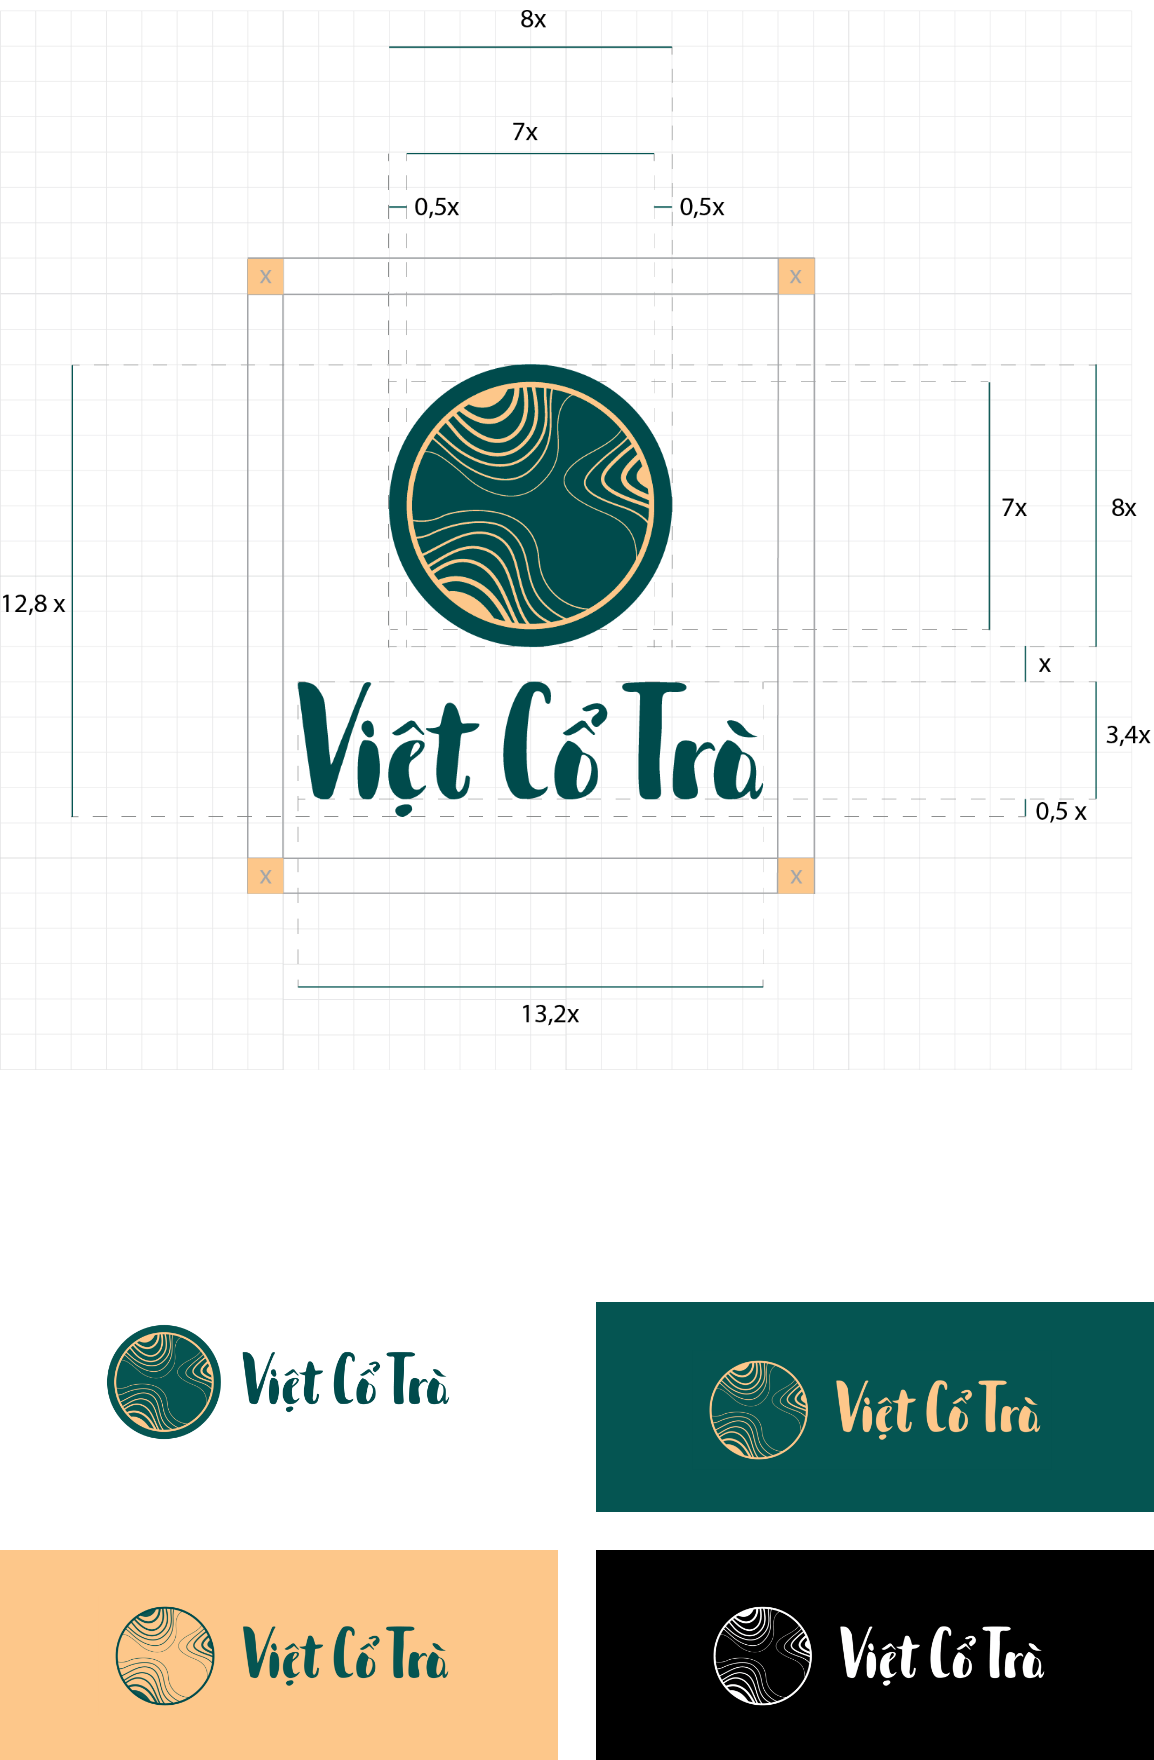 8x
7x
0,5x 0,5x
x x
7x 8x
12,8 x
x
Việt Cổ Trà
3,4x
0,5 x
x x
13,2x
Việt Cổ Trà
Việt Cổ Trà
Việt Cổ Trà
Việt Cổ Trà